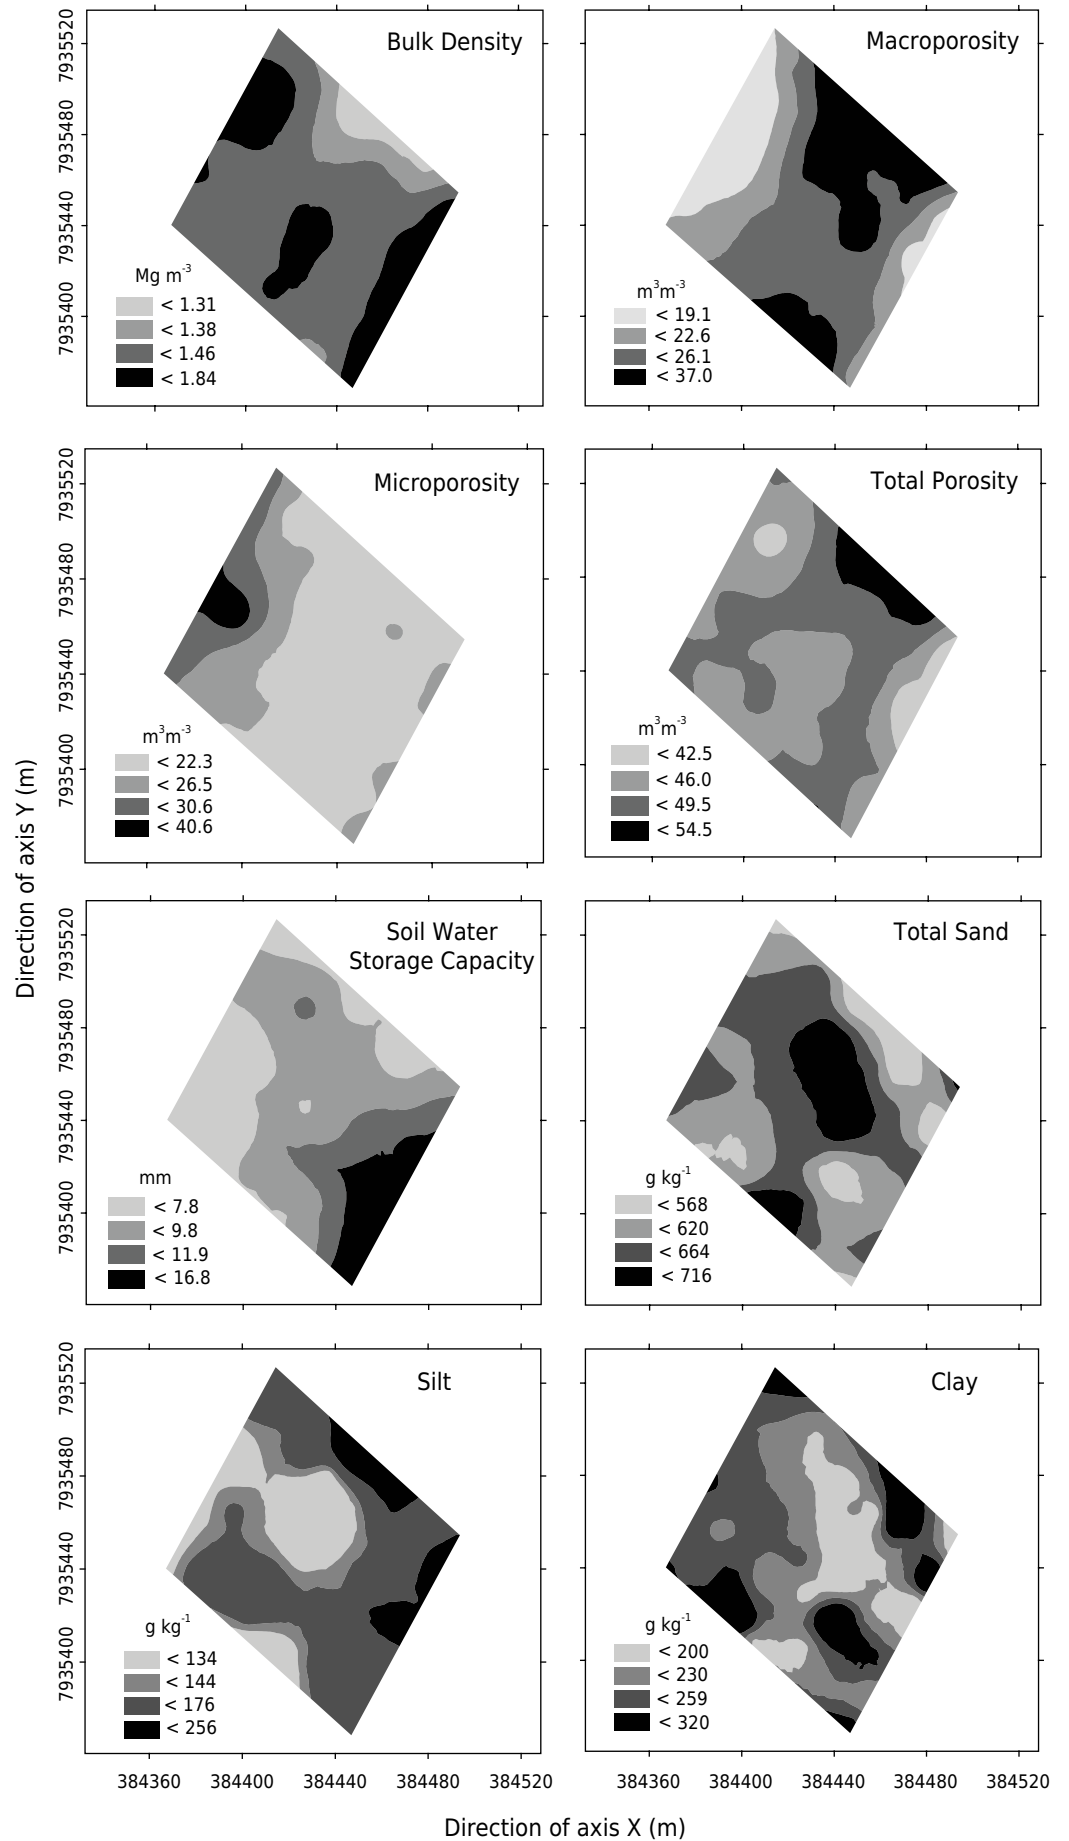 Direction of axis Y (m)
Bulk Density
7935520
7935480
7935440
7935400
Mg m-3
< 1.31
< 1.38
< 1.46
< 1.84
Macroporosity
m3m-3
< 19.1
< 22.6
< 26.1
< 37.0
Microporosity
7935520
7935480
7935440
7935400
m3m-3
< 22.3
< 26.5
< 30.6
< 40.6
Total Porosity
m3m-3
< 42.5
< 46.0
< 49.5
< 54.5
Soil Water
Storage Capacity
7935520
7935480
7935440
7935400
mm
< 7.8
< 9.8
< 11.9
< 16.8
Total Sand
g kg-1
< 568
< 620
< 664
< 716
Silt
7935520
7935480
7935440
7935400
g kg-1
< 134
< 144
< 176
< 256
384360 384400 384440 384480 384520
Clay
g kg-1
< 200
< 230
< 259
< 320
384360 384400 384440 384480 384520
Direction of axis X (m)